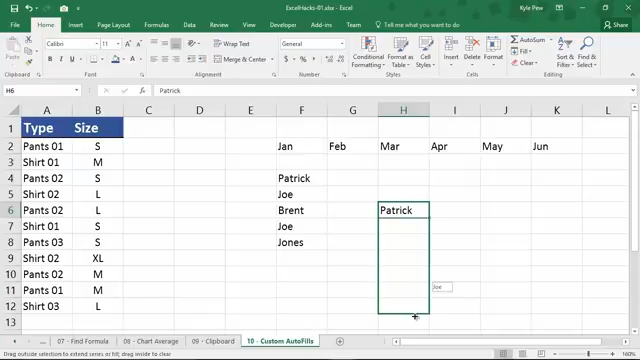 ExcelHacks-01.xlsx - Excel
Kyle Pew
File Home Insert Page Layout Formulas Data Review View Tell me what you want to do Share
Paste
Calibri 11
B I U
Wrap Text
Merge & Center
General
$ % ,
Conditional Formatting
Format as Table
Cell Styles
Insert Delete Format
AutoSum
Fill
Clear
Sort & Filter
Find & Select
Clipboard Font Alignment Number Styles Cells Editing
H6 fx Patrick
A B C D E F G H I J K L
1 Type Size
2 Pants 01 S Jan Feb Mar Apr May Jun
3 Shirt 01 M
4 Pants 02 S Patrick
5 Shirt 02 L Joe
6 Pants 02 L Brent Patrick
7 Shirt 01 S Joe
8 Pants 03 S Jones
9 Shirt 02 XL
10 Pants 02 M
11 Pants 01 M Joe
12 Shirt 03 L
13
07 - Find Formula 08 - Chart Average 09 - Clipboard 10 - Custom AutoFills
Drag outside selection to extend series or fill; drag inside to clear 160%